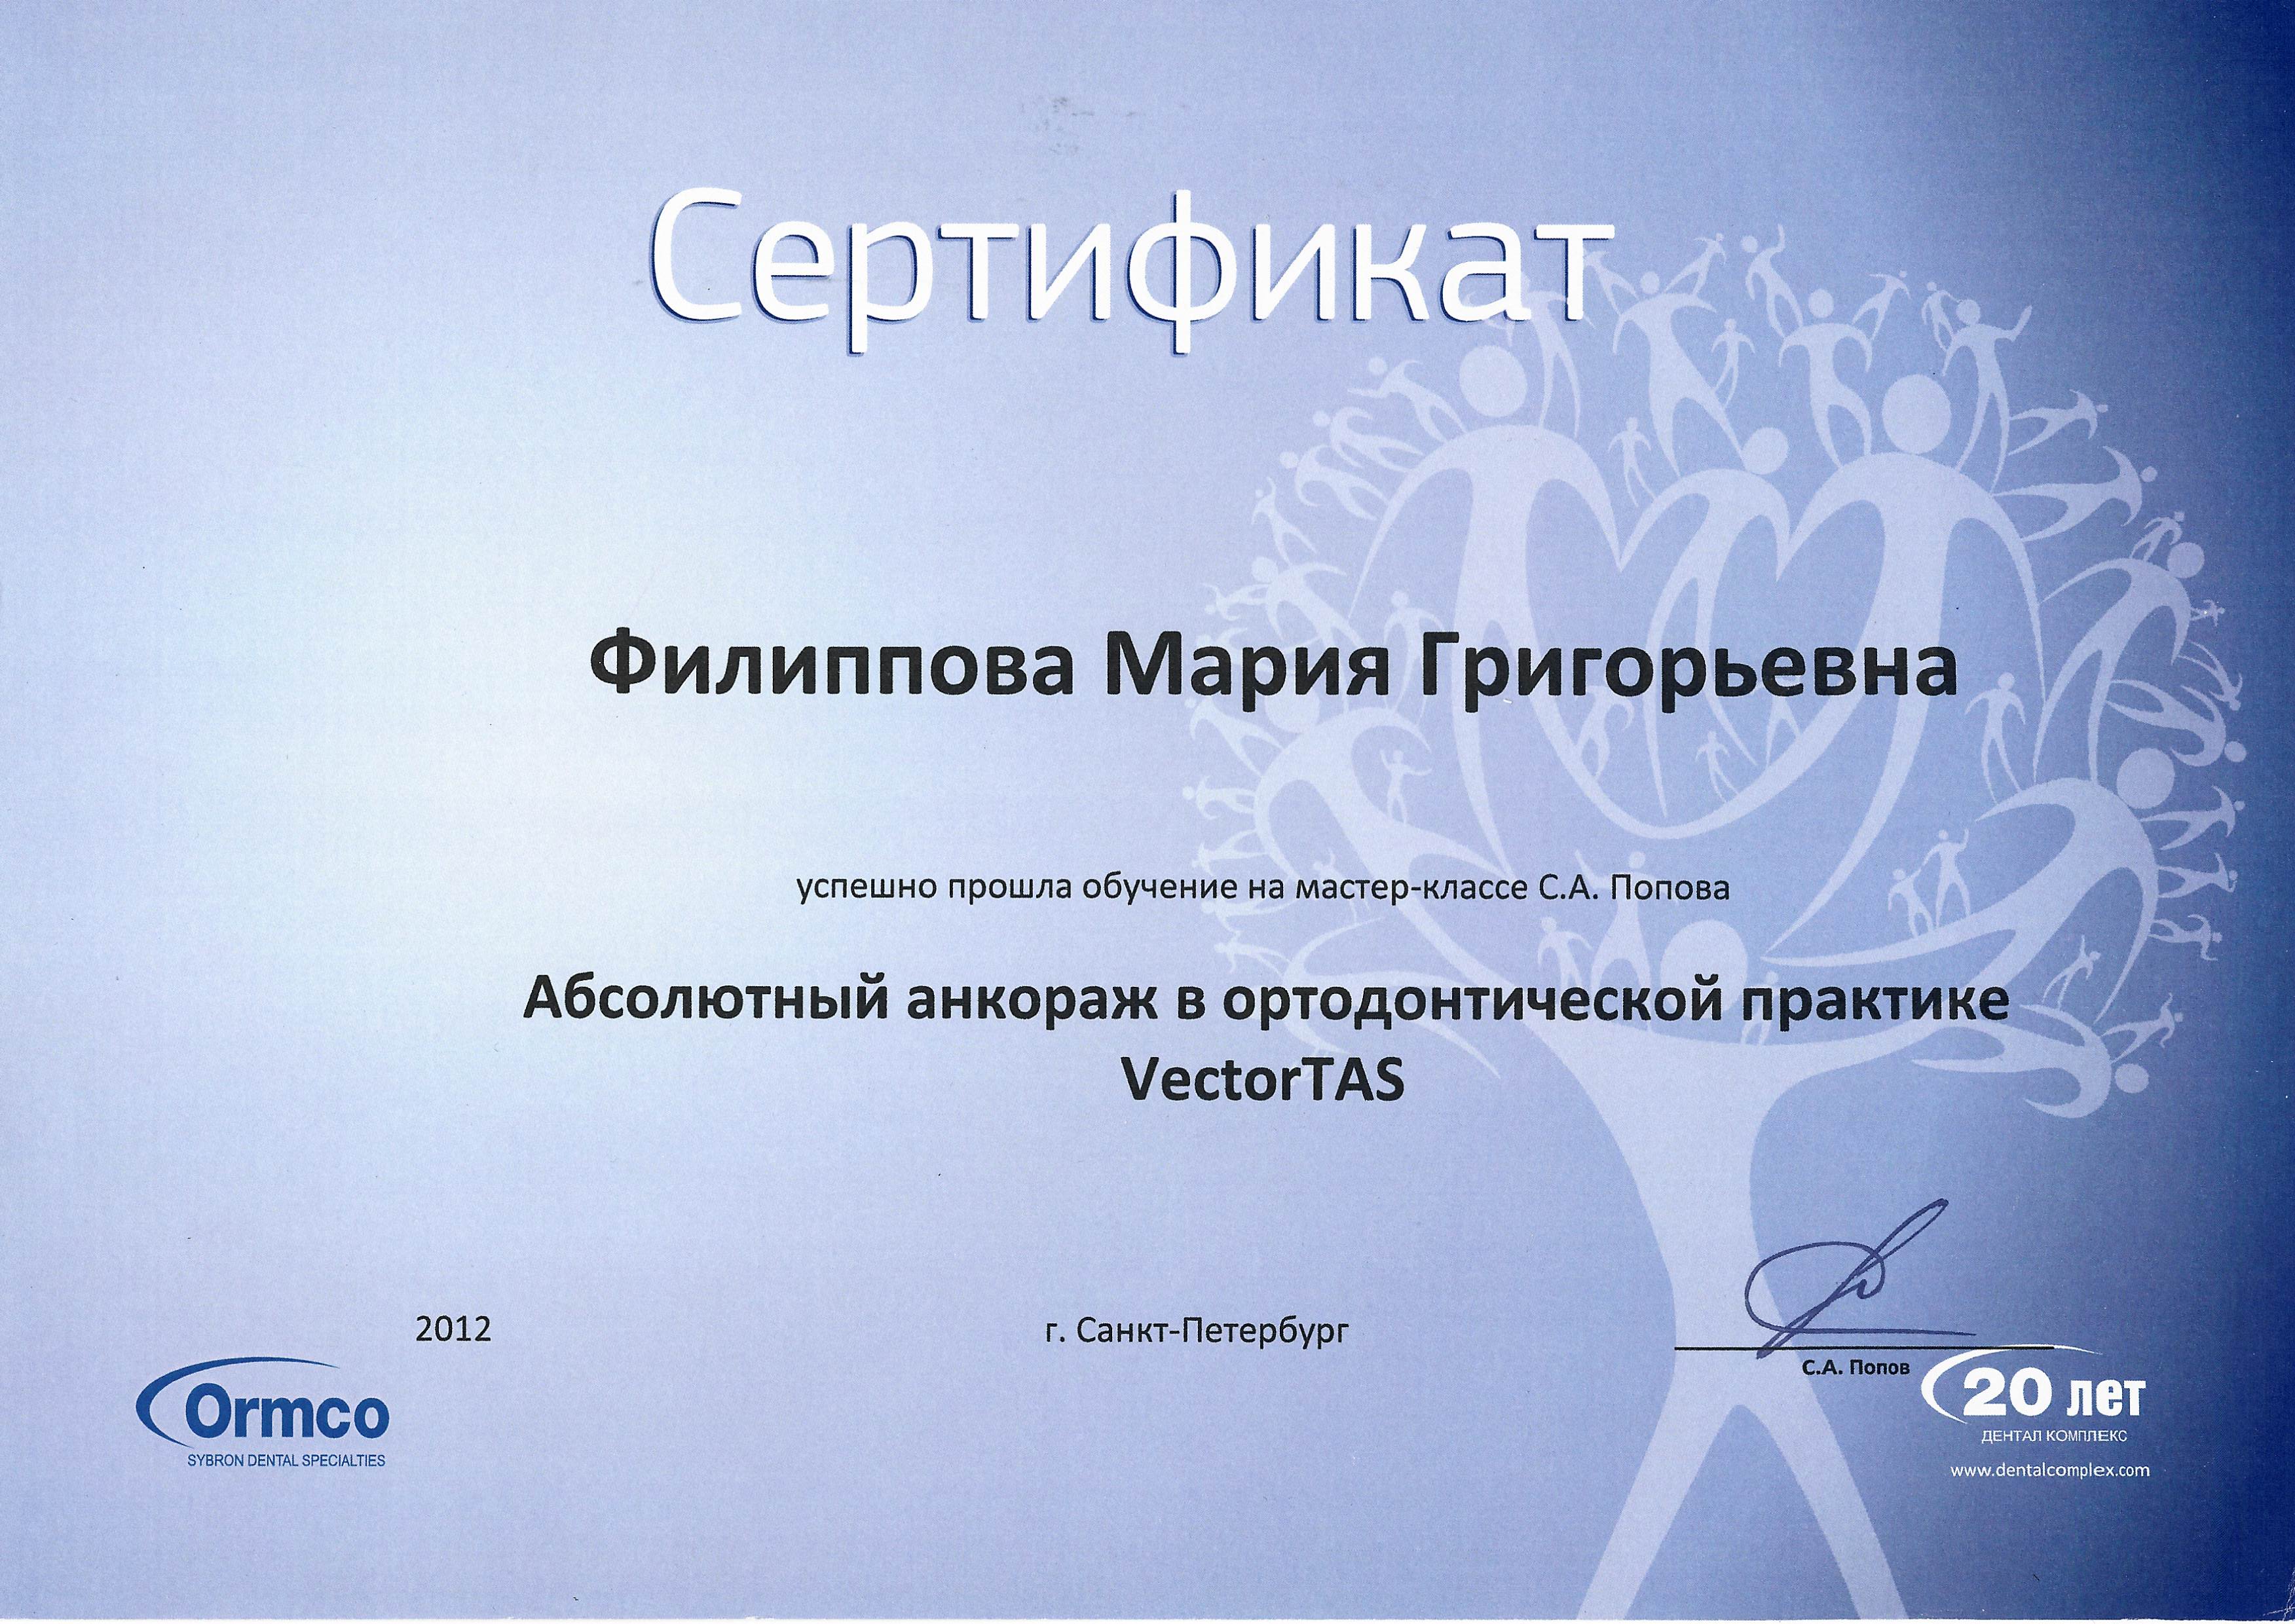 Сертификат
Филиппова Мария Григорьевна
успешно прошла обучение на мастер-классе С.А. Попова
Абсолютный анкораж в ортодонтической практике
VectorTAS
2012
г. Санкт-Петербург
С.А. Попов
Ormco
SYBRON DENTAL SPECIALTIES
20 лет
ДЕНТАЛ КОМПЛЕКС
www.dentalcomplex.com